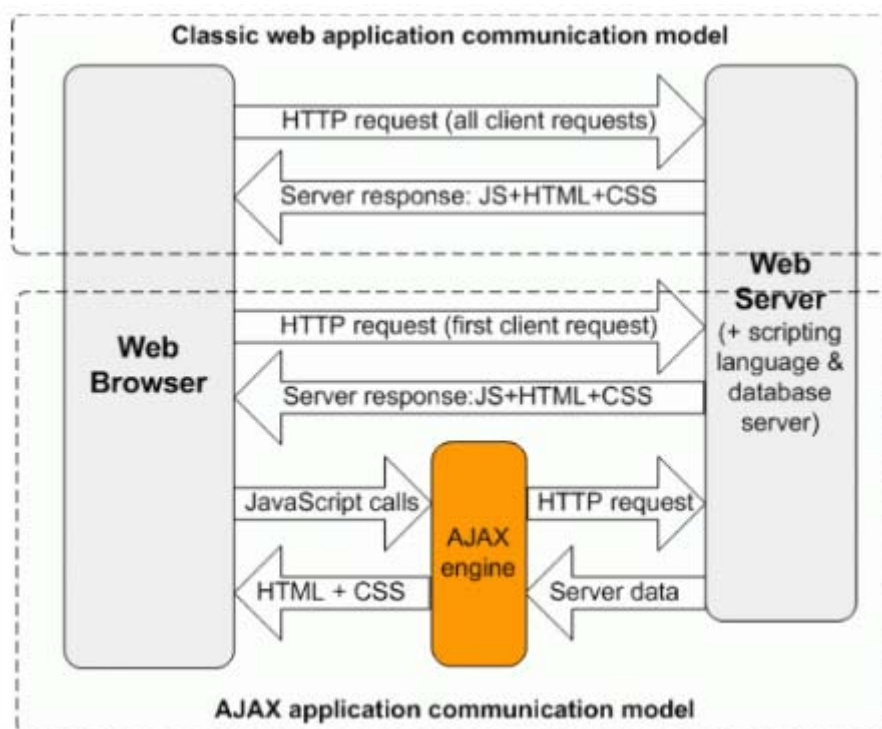 Classic web application communication model
HTTP request (all client requests)
Server response: JS+HTML+CSS
Web
Server
(+ scripting
language &
database
server)
HTTP request (first client request)
Web
Browser
Server response:JS+HTML+CSS
JavaScript calls
HTTP request
AJAX
engine
HTML + CSS
Server data
AJAX application communication model